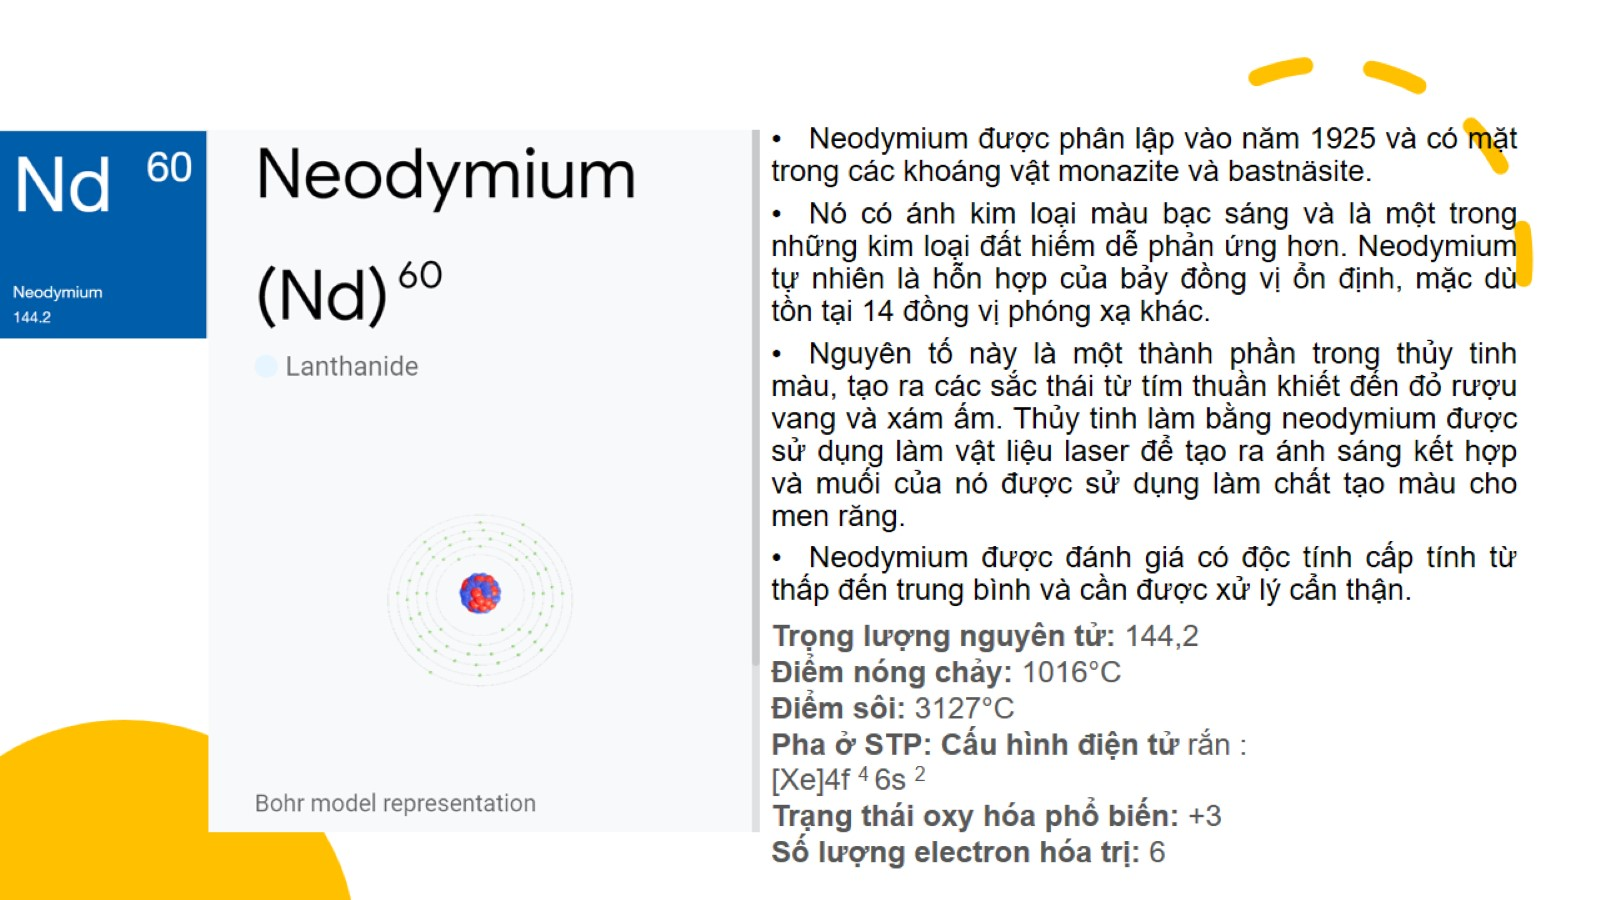 Nd 60
Neodymium
144.2
Neodymium
(Nd) 60
Lanthanide
Bohr model representation
• Neodymium được phân lập vào năm 1925 và có mặt
trong các khoáng vật monazite và bastnäsite.
• Nó có ánh kim loại màu bạc sáng và là một trong
những kim loại đất hiếm dễ phản ứng hơn. Neodymium
tự nhiên là hỗn hợp của bảy đồng vị ổn định, mặc dù
tồn tại 14 đồng vị phóng xạ khác.
• Nguyên tố này là một thành phần trong thủy tinh
màu, tạo ra các sắc thái từ tím thuần khiết đến đỏ rượu
vang và xám ấm. Thủy tinh làm bằng neodymium được
sử dụng làm vật liệu laser để tạo ra ánh sáng kết hợp
và muối của nó được sử dụng làm chất tạo màu cho
men răng.
• Neodymium được đánh giá có độc tính cấp tính từ
thấp đến trung bình và cần được xử lý cẩn thận.
Trọng lượng nguyên tử: 144,2
Điểm nóng chảy: 1016°C
Điểm sôi: 3127°C
Pha ở STP: Cấu hình điện tử rắn :
[Xe]4f 4 6s 2
Trạng thái oxy hóa phổ biến: +3
Số lượng electron hóa trị: 6